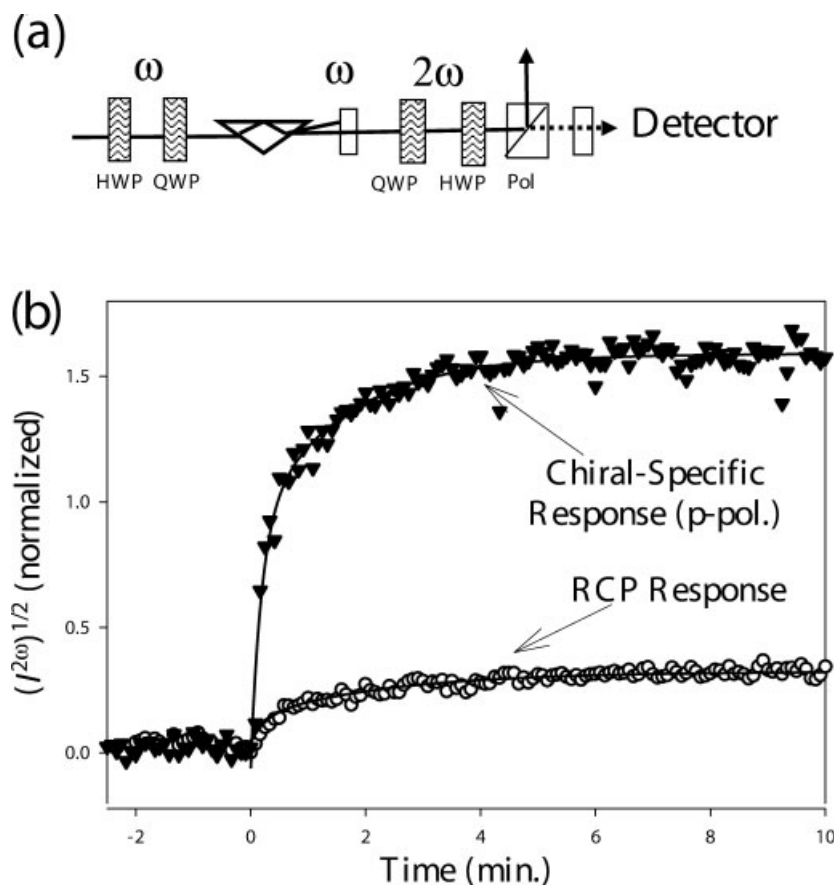 (a)
ω ω 2ω
HWP QWP QWP HWP Pol
Detector
(b)
(I^{2ω})^{1/2} (normalized)
1.5
1.0
0.5
0.0
Chiral-Specific
Response (p-pol.)
RCP Response
-2 0 2 4 6 8 10
Time (min.)